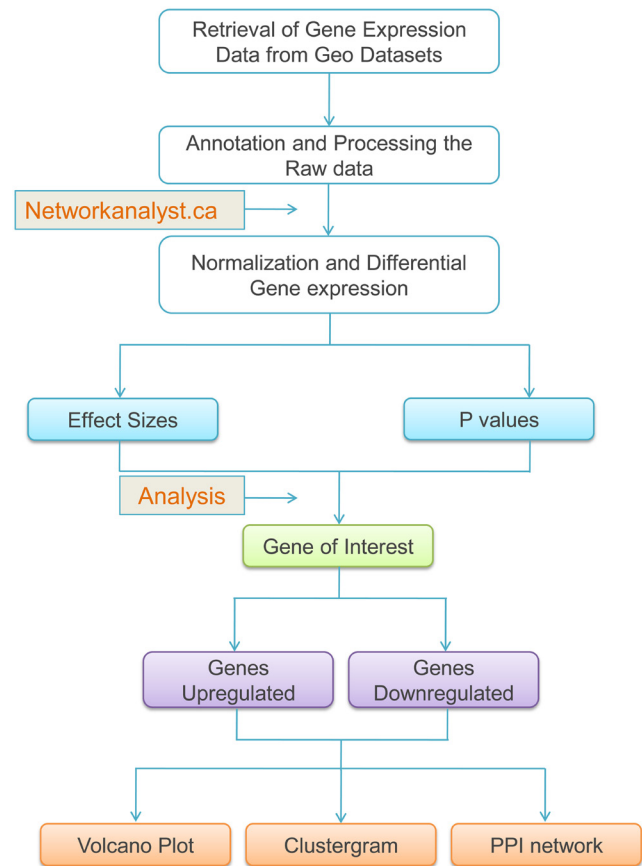 Retrieval of Gene Expression
Data from Geo Datasets
Annotation and Processing the
Raw data
Networkanalyst.ca
Normalization and Differential
Gene expression
Effect Sizes
P values
Analysis
Gene of Interest
Genes
Upregulated
Genes
Downregulated
Volcano Plot
Clustergram
PPI network